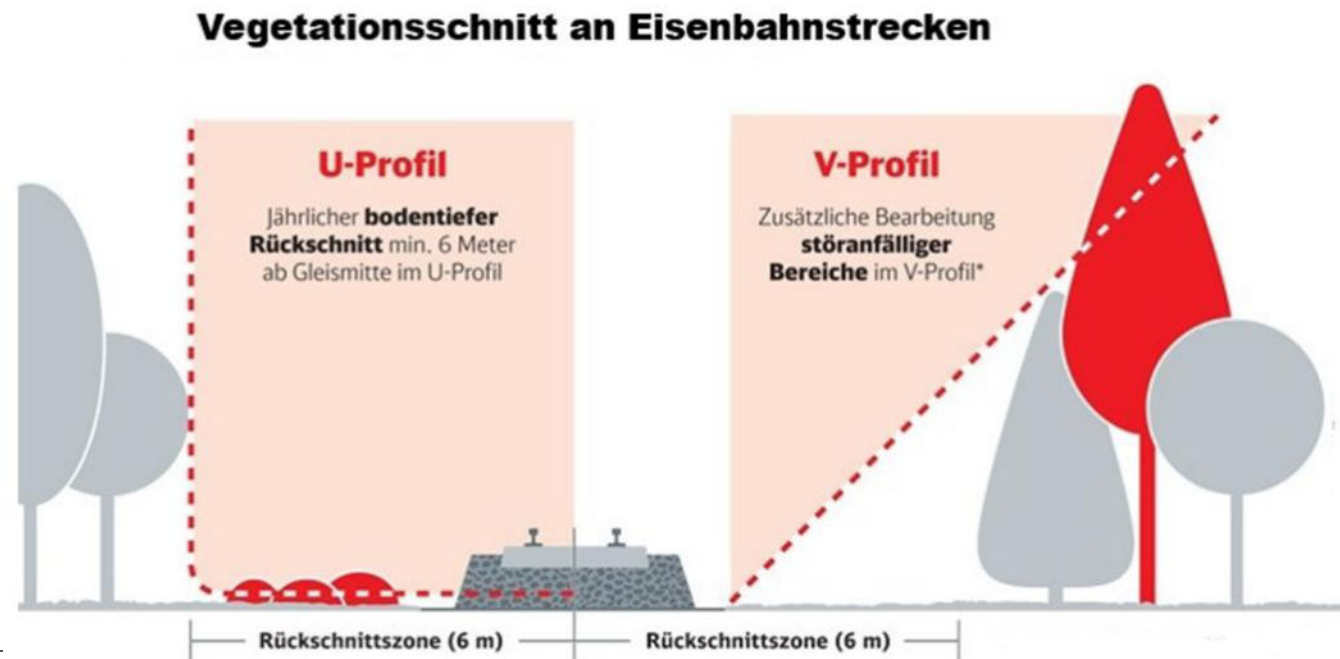 Vegetationsschnitt an Eisenbahnstrecken
U-Profil
Jährlicher bodentiefer
Rückschnitt min. 6 Meter
ab Gleismitte im U-Profil
V-Profil
Zusätzliche Bearbeitung
störanfälliger
Bereiche im V-Profil*
Rückschnittszone (6 m)
Rückschnittszone (6 m)